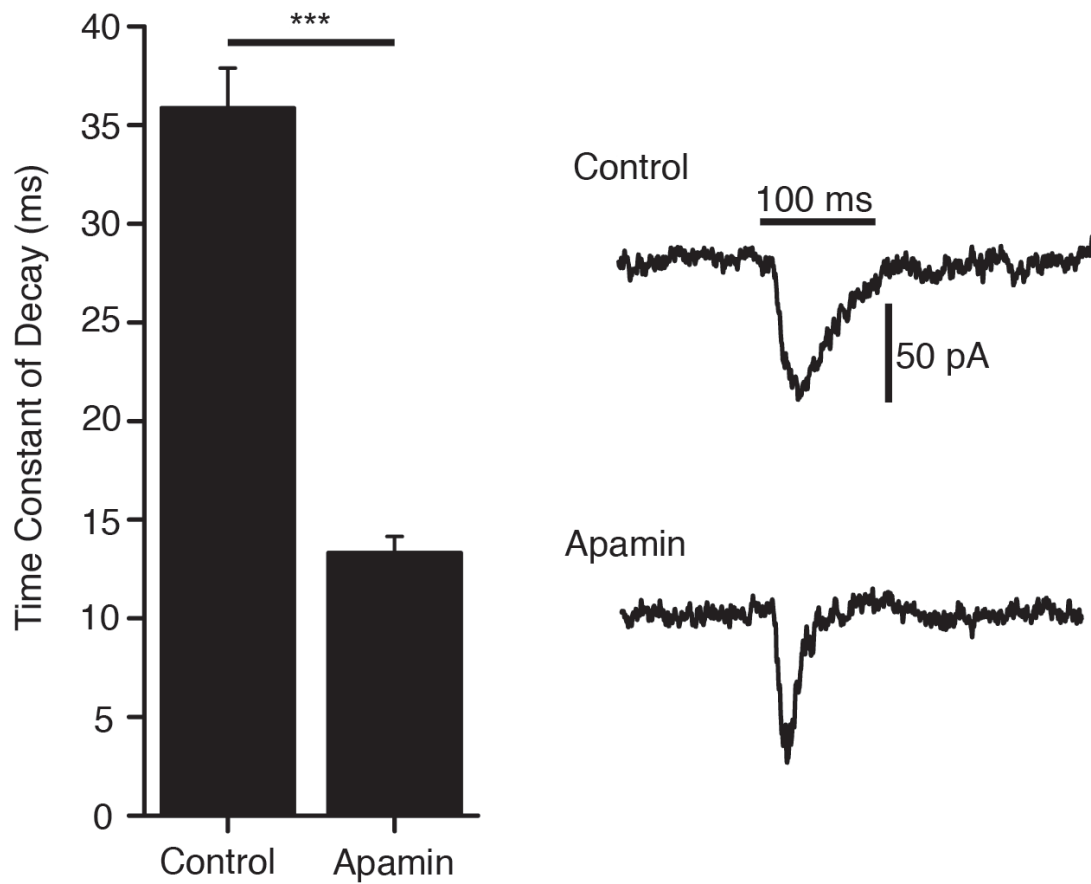 Time Constant of Decay (ms)
40
35
30
25
20
15
10
5
0
***
Control
Apamin
Control
100 ms
50 pA
Apamin